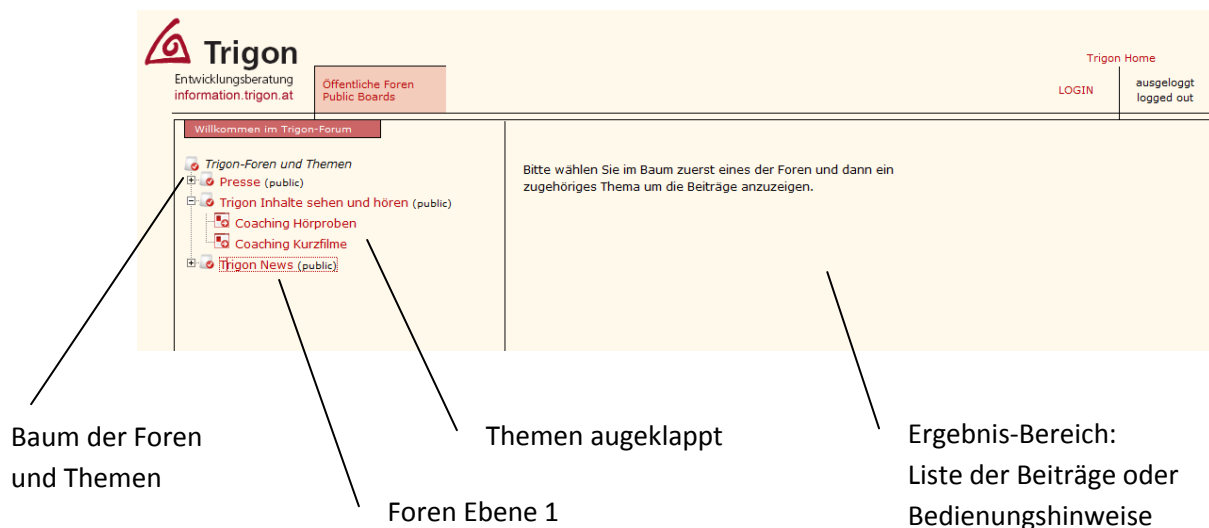 Trigon
Entwicklungsberatung
information.trigon.at
Öffentliche Foren
Public Boards
Trigon Home
LOGIN
ausgeloggt
logged out
Willkommen im Trigon-Forum
Trigon-Foren und Themen
Presse (public)
Trigon Inhalte sehen und hören (public)
Coaching Hörproben
Coaching Kurzfilme
Trigon News (public)
Bitte wählen Sie im Baum zuerst eines der Foren und dann ein
zugehöriges Thema um die Beiträge anzuzeigen.
Baum der Foren
und Themen
Themen augeklappt
Foren Ebene 1
Ergebnis-Bereich:
Liste der Beiträge oder
Bedienungshinweise